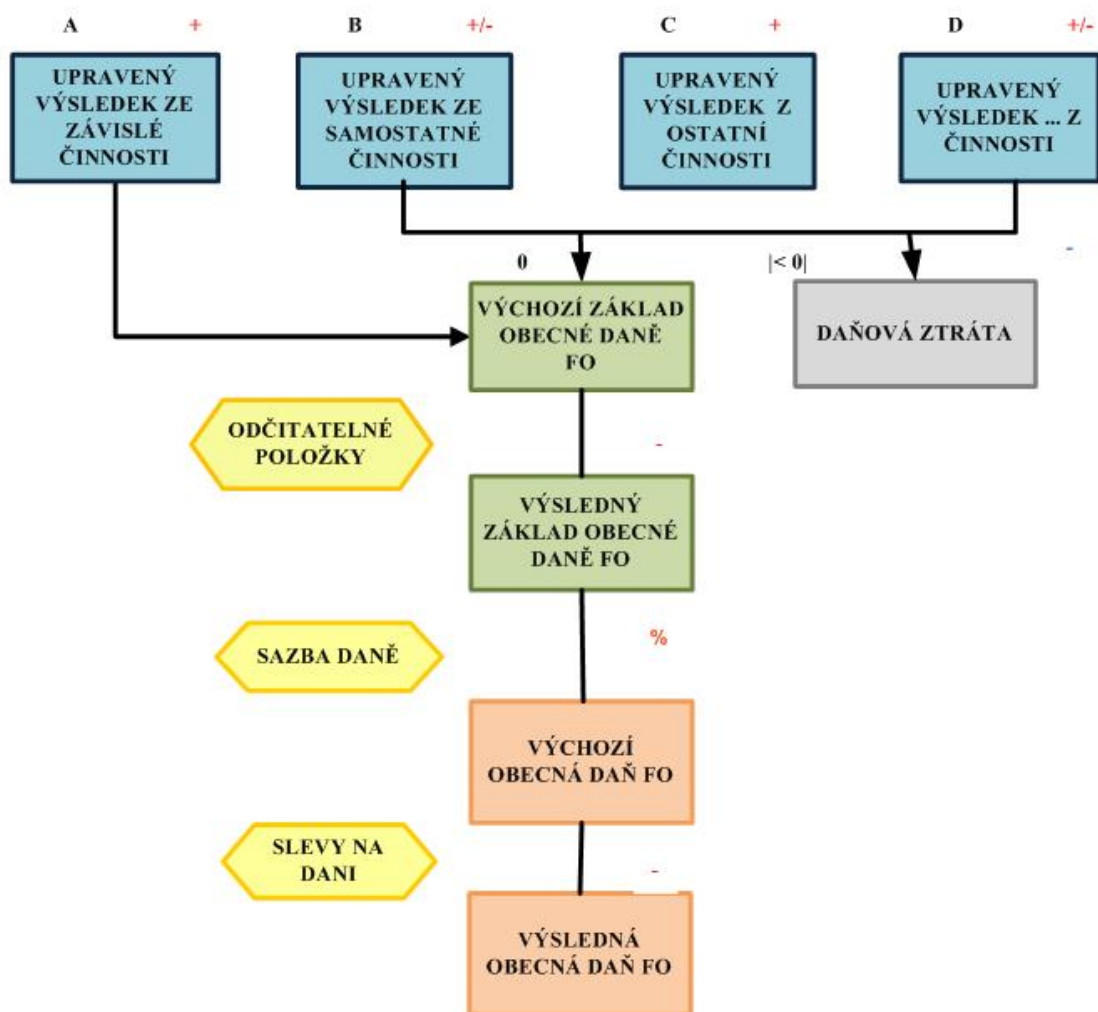 A + B +/- C + D +/-
UPRAVENÝ
VÝSLEDEK ZE
ZÁVISLÉ
ČINNOSTI
UPRAVENÝ
VÝSLEDEK ZE
SAMOSTATNÉ
ČINNOSTI
UPRAVENÝ
VÝSLEDEK Z
OSTATNÍ
ČINNOSTI
UPRAVENÝ
VÝSLEDEK ... Z
ČINNOSTI
0
|< 0|
-
VÝCHOZÍ ZÁKLAD
OBECNÉ DANĚ
FO
DAŇOVÁ ZTRÁTA
ODČITATELNÉ
POLOŽKY
-
VÝSLEDNÝ
ZÁKLAD OBECNÉ
DANĚ FO
SAZBA DANĚ
%
VÝCHOZÍ
OBECNÁ DAŇ FO
SLEVY NA
DANI
-
VÝSLEDNÁ
OBECNÁ DAŇ FO